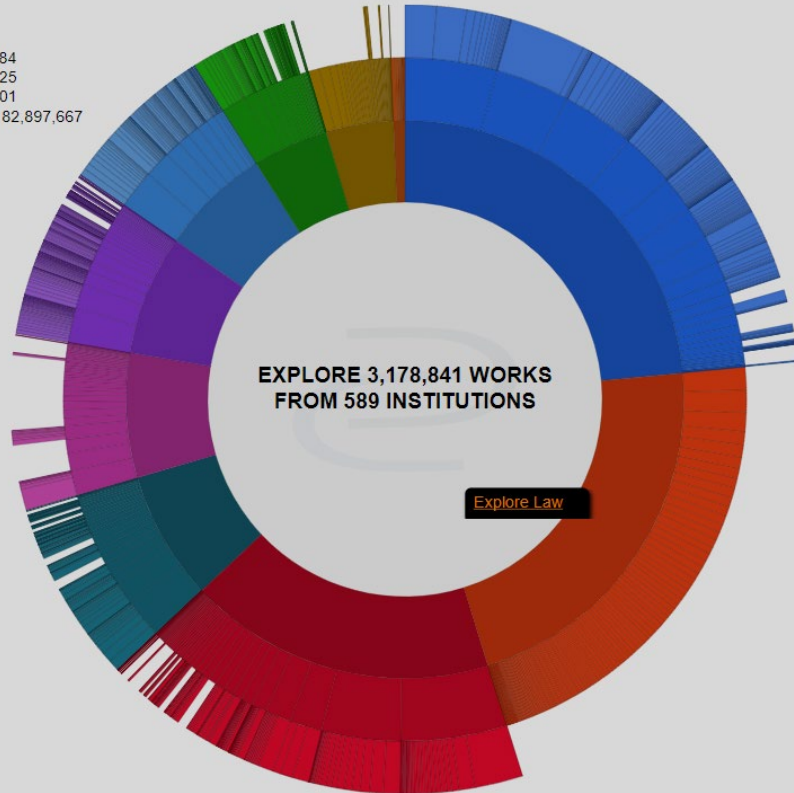 84
25
01
82,897,667
EXPLORE 3,178,841 WORKS
FROM 589 INSTITUTIONS
Explore Law